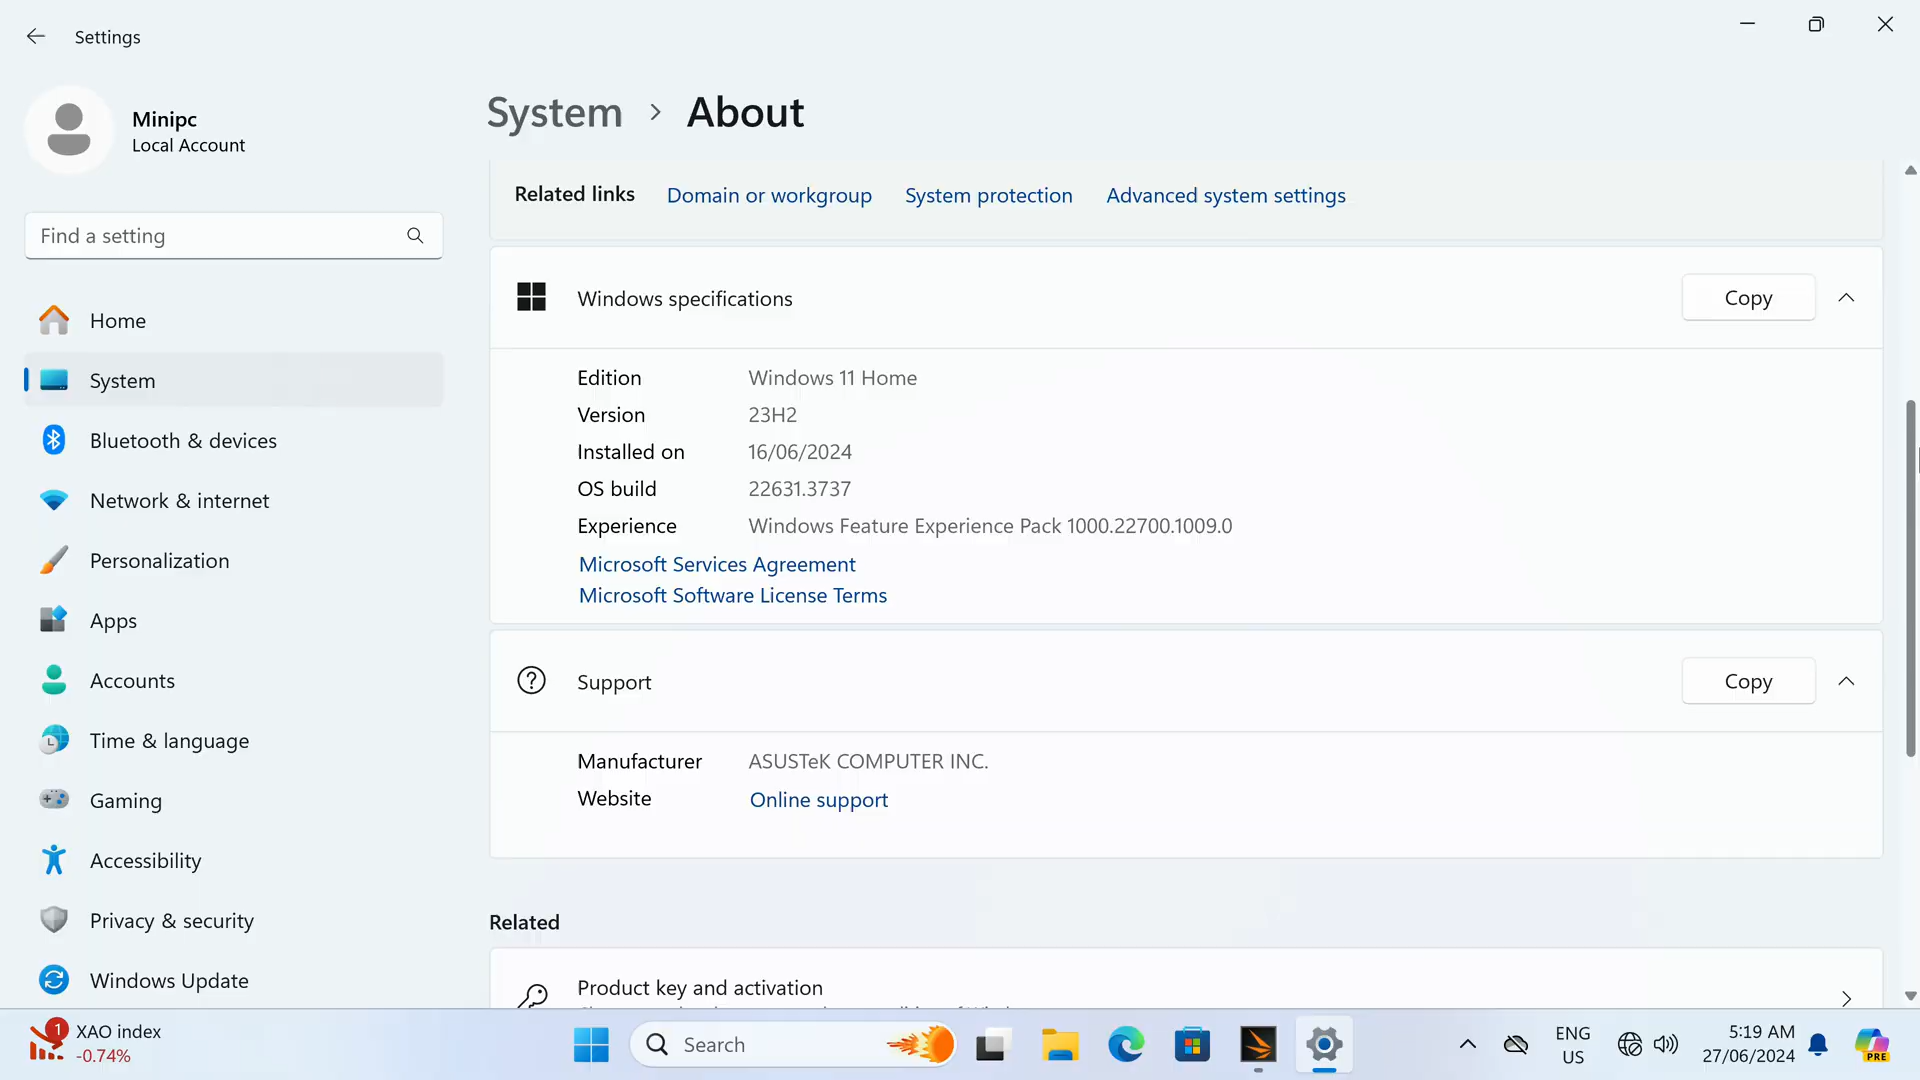 Settings
Minipc
Local Account
Find a setting
Home
System
Bluetooth & devices
Network & internet
Personalization
Apps
Accounts
Time & language
Gaming
Accessibility
Privacy & security
Windows Update
System > About
Related links Domain or workgroup System protection Advanced system settings
Windows specifications Copy
Edition Windows 11 Home
Version 23H2
Installed on 16/06/2024
OS build 22631.3737
Experience Windows Feature Experience Pack 1000.22700.1009.0
Microsoft Services Agreement
Microsoft Software License Terms
Support Copy
Manufacturer ASUSTeK COMPUTER INC.
Website Online support
Related
Product key and activation
1 XAO index
-0.74%
Search
ENG
US
5:19 AM
27/06/2024
PRE